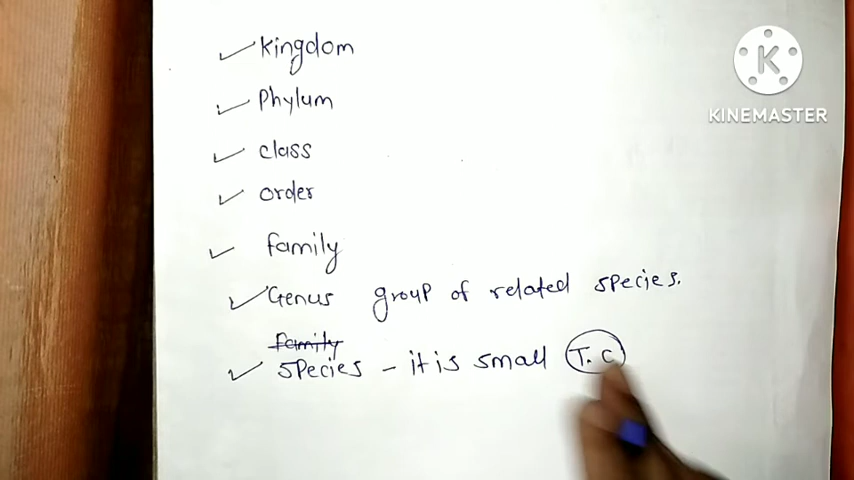 Kingdom
KINEMASTER
Phylum
class
order
family
Genus group of related species.
family
species - it is small T.C